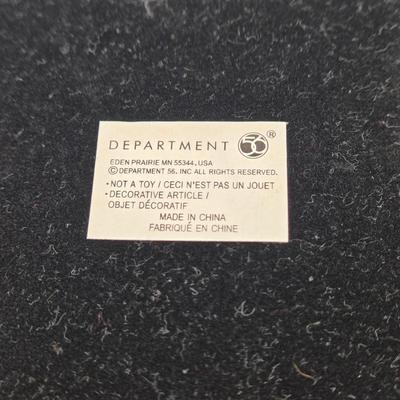 DEPARTMENT 56®
EDEN PRAIRIE MN 55344, USA
©DEPARTMENT 56. INC ALL RIGHTS RESERVED.
•NOT A TOY / CECI N'EST PAS UN JOUET
•DECORATIVE ARTICLE /
OBJET DÉCORATIF
MADE IN CHINA
FABRIQUÉ EN CHINE